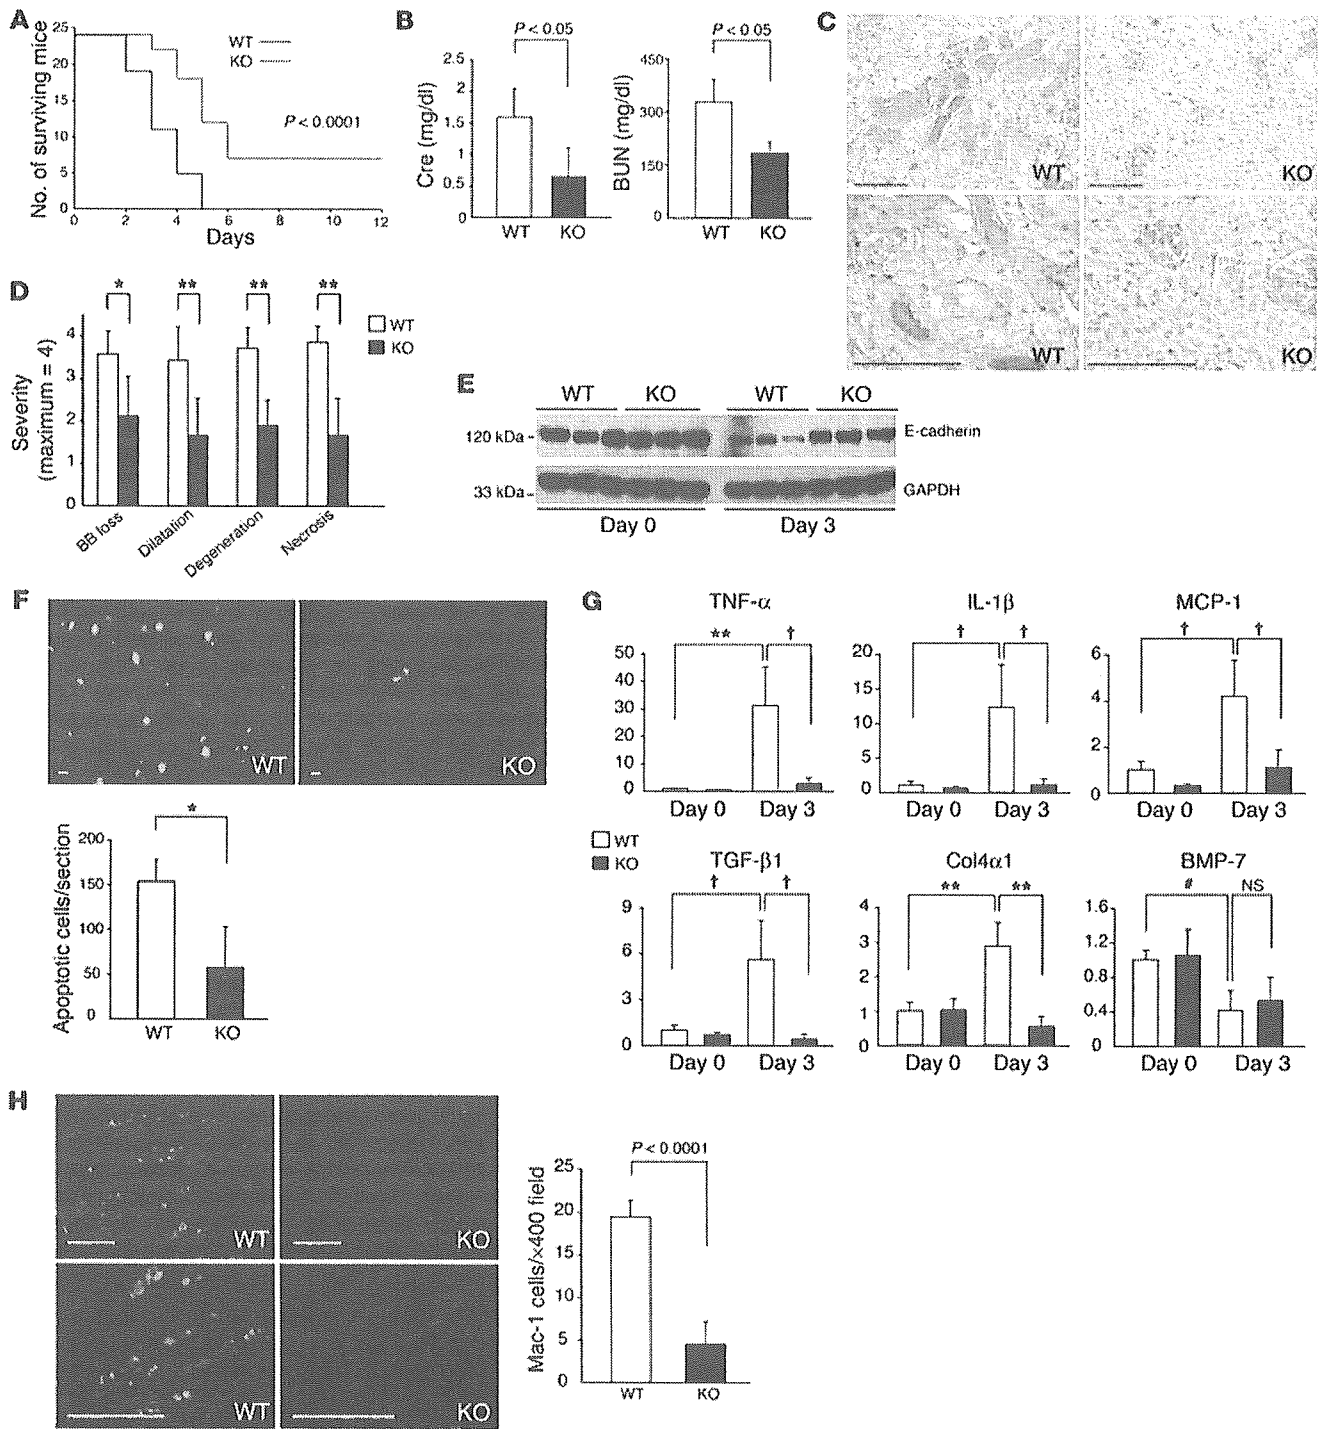 A
No. of surviving mice
25
20
15
10
5
0
0 2 4 6 8 10 12
Days
WT
KO
P < 0.0001
B
P < 0.05
Cre (mg/dl)
2.5
2
1.5
1
0.5
0
WT KO
P < 0.05
BUN (mg/dl)
450
300
150
0
WT KO
C
WT
KO
WT
KO
D
* ** ** **
Severity
(maximum = 4)
4
3
2
1
0
WT
KO
BB loss
Dilatation
Degeneration
Necrosis
E
WT KO WT KO
120 kDa
E-cadherin
33 kDa
GAPDH
Day 0 Day 3
F
WT
KO
*
Apoptotic cells/section
200
150
100
50
0
WT KO
G
TNF-α
** †
50
40
30
20
10
0
Day 0 Day 3
IL-1β
† †
20
15
10
5
0
Day 0 Day 3
MCP-1
† †
6
4
2
0
Day 0 Day 3
WT
KO
TGF-β1
† †
9
6
3
0
Day 0 Day 3
Col4α1
** **
4
3
2
1
0
Day 0 Day 3
BMP-7
# NS
1.6
1.2
0.8
0.4
0
Day 0 Day 3
H
WT
KO
WT
KO
P < 0.0001
Mac-1 cells/×400 field
25
20
15
10
5
0
WT KO